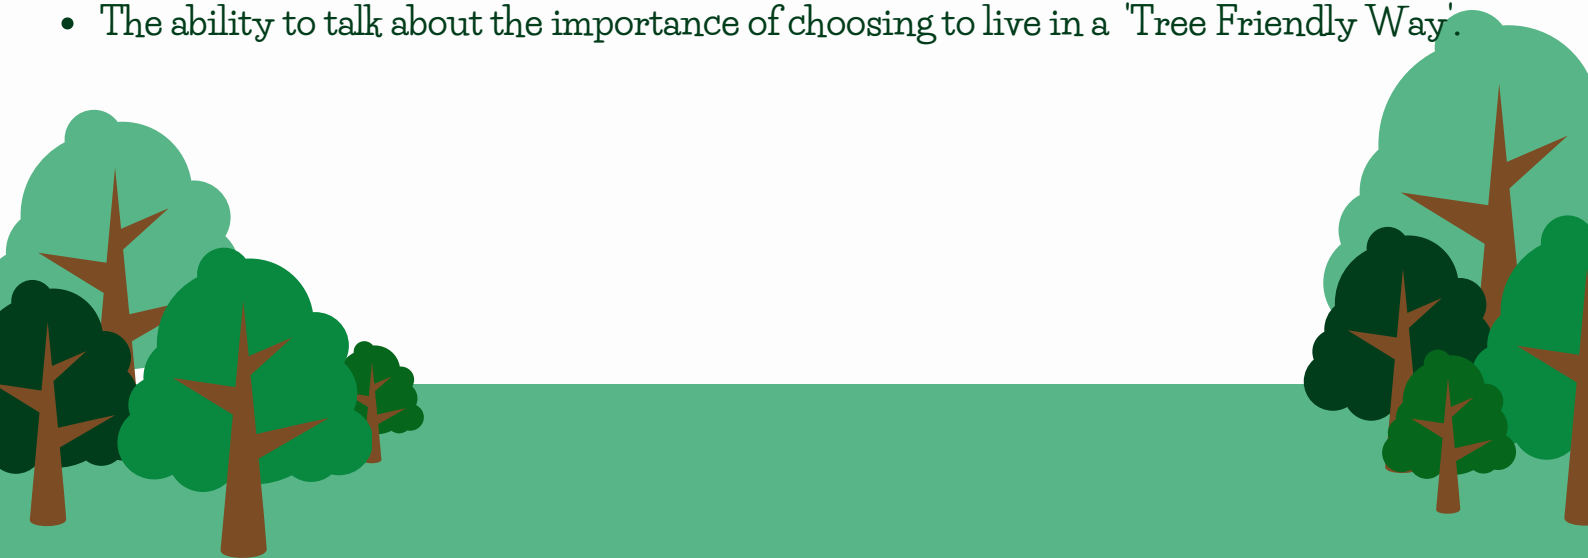 • The ability to talk about the importance of choosing to live in a 'Tree Friendly Way'.